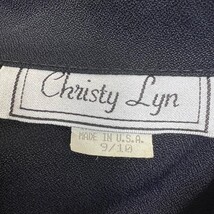 Christy Lyn
MADE IN U.S.A.
9/10